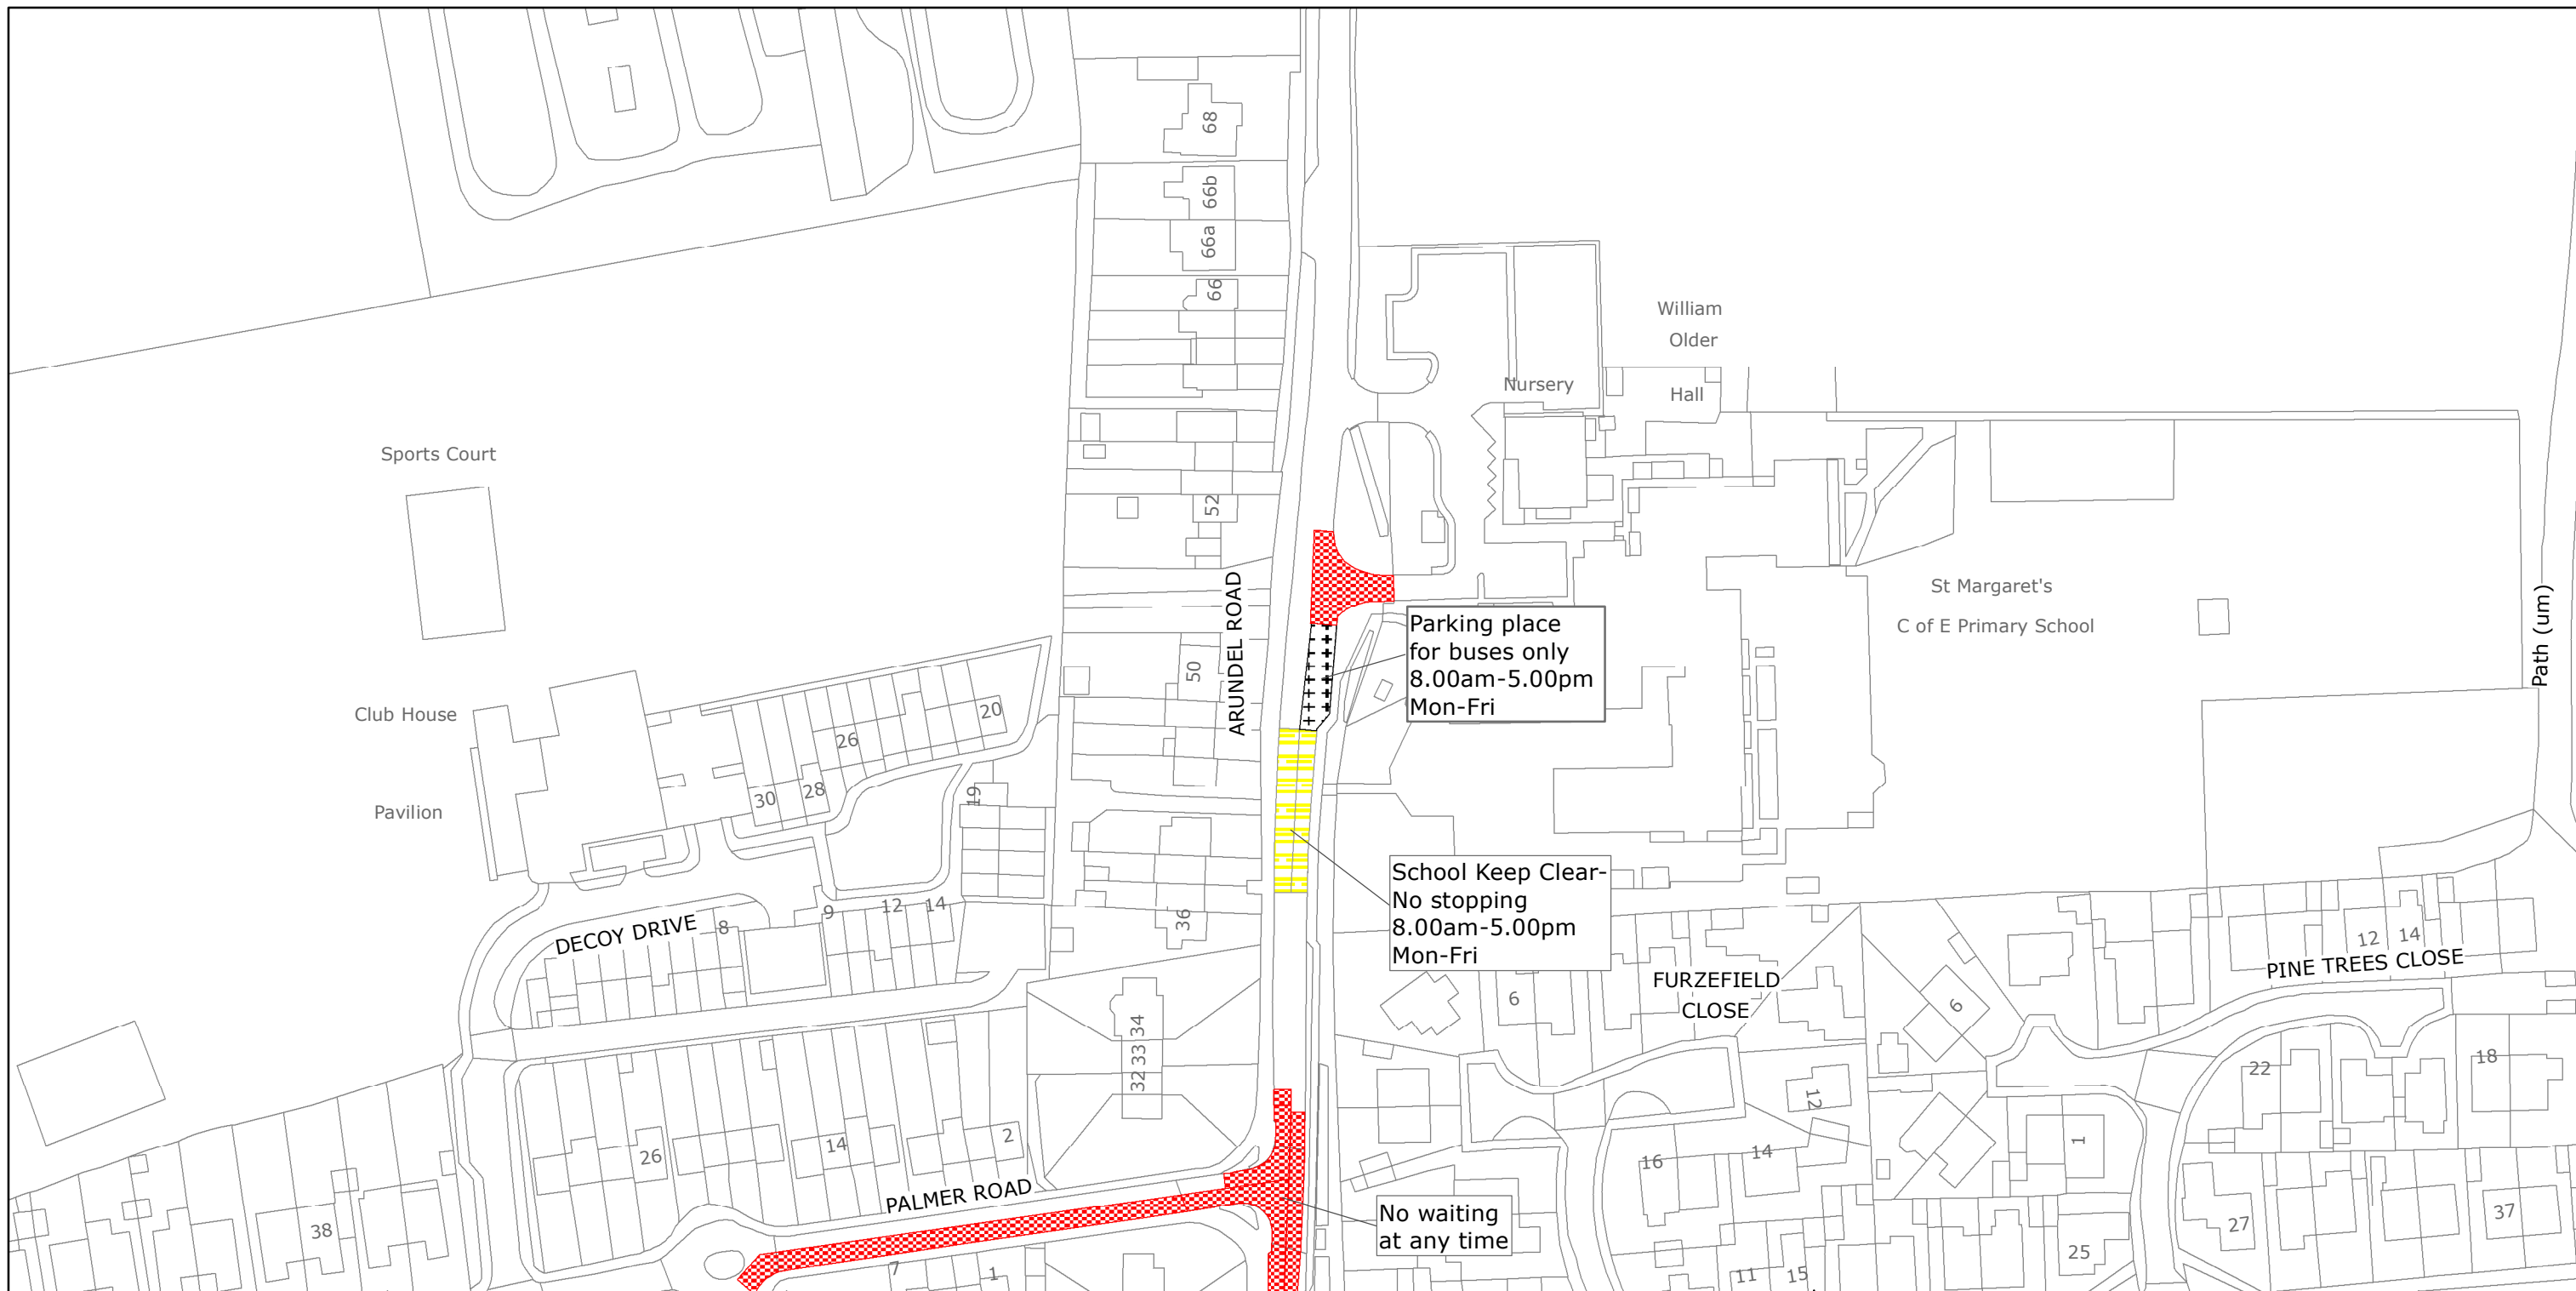 68
66b
66a
66
William
Older
Hall
Nursery
Sports Court
52
ARUNDEL ROAD
50
Parking place
for buses only
8.00am-5.00pm
Mon-Fri
St Margaret's
C of E Primary School
Path (um)
Club House
Pavilion
20
26
28
30
19
School Keep Clear-
No stopping
8.00am-5.00pm
Mon-Fri
DECOY DRIVE
8
9
12
14
36
FURZEFIELD
CLOSE
6
6
12
14
PINE TREES CLOSE
34
33
32
22
18
12
1
26
14
2
PALMER ROAD
16
14
38
No waiting
at any time
27
37
25
7
1
11
15